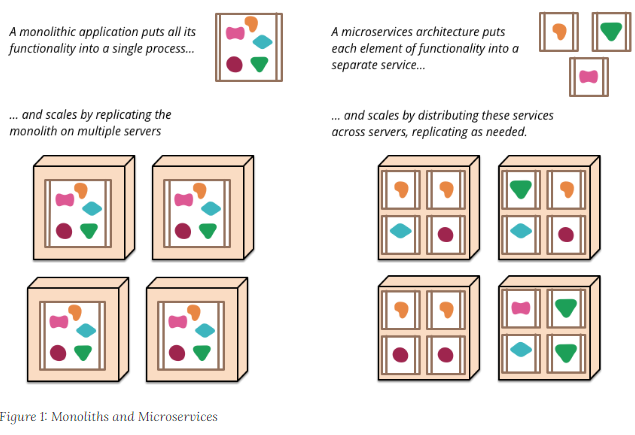 A monolithic application puts all its
functionality into a single process...
... and scales by replicating the
monolith on multiple servers
A microservices architecture puts
each element of functionality into a
separate service...
... and scales by distributing these services
across servers, replicating as needed.
Figure 1: Monoliths and Microservices